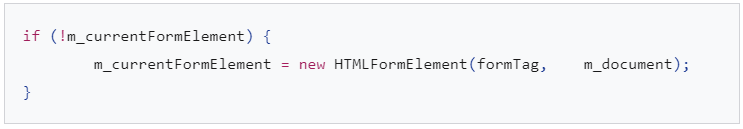 if (!m_currentFormElement) {
        m_currentFormElement = new HTMLFormElement(formTag,    m_document);
}